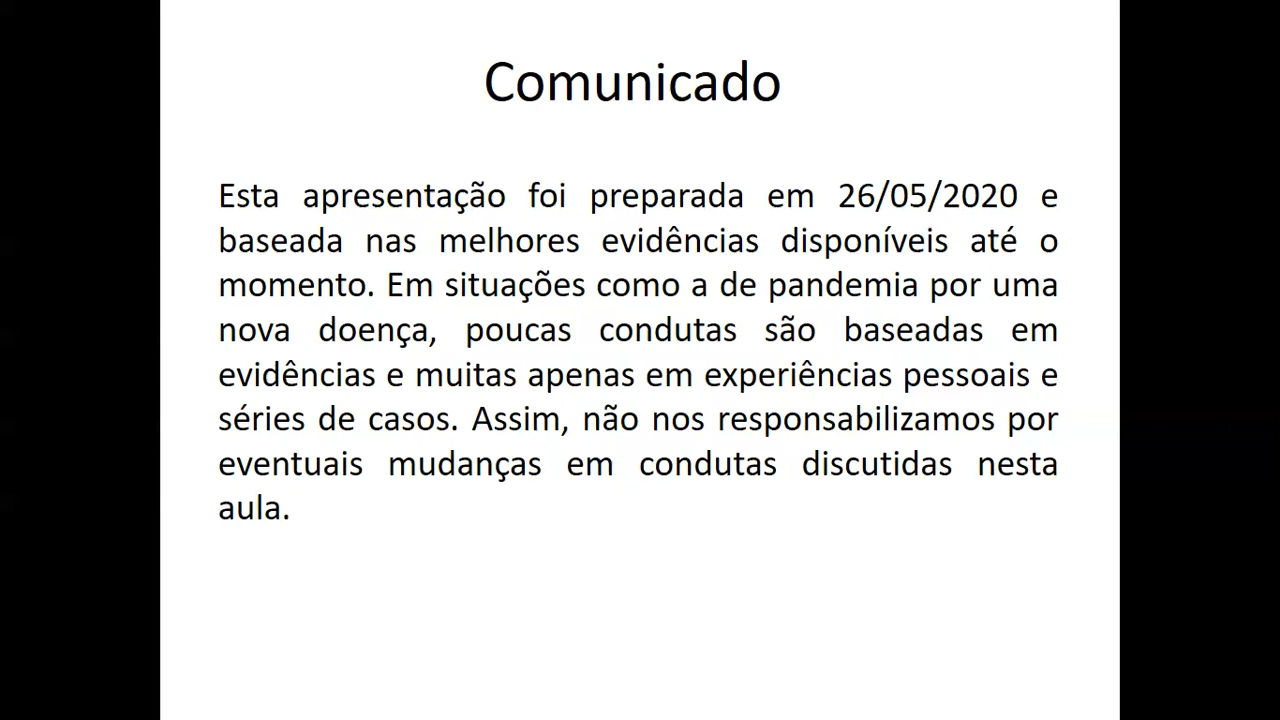 Comunicado
Esta apresentação foi preparada em 26/05/2020 e
baseada nas melhores evidências disponíveis até o
momento. Em situações como a de pandemia por uma
nova doença, poucas condutas são baseadas em
evidências e muitas apenas em experiências pessoais e
séries de casos. Assim, não nos responsabilizamos por
eventuais mudanças em condutas discutidas nesta
aula.